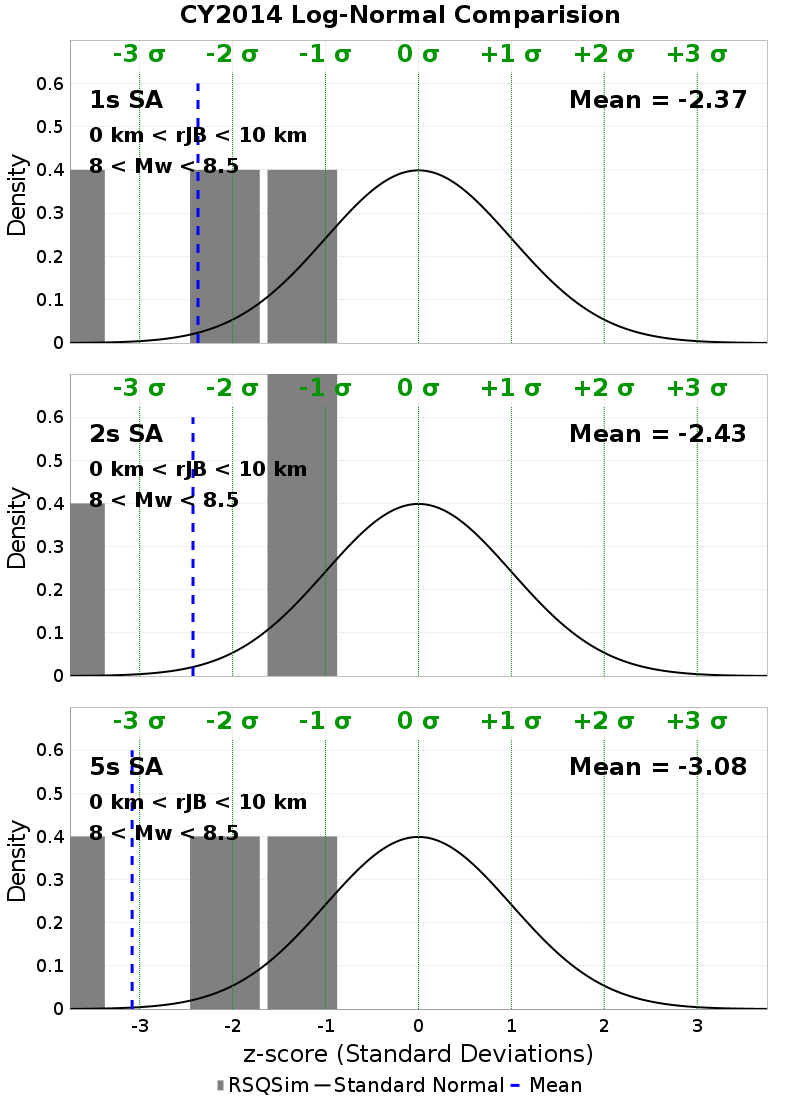 CY2014 Log-Normal Comparision
-3 σ -2 σ -1 σ 0 σ +1 σ +2 σ +3 σ
1s SA Mean = -2.37
0 km < rJB < 10 km
8 < Mw < 8.5
Density
0.6
0.5
0.4
0.3
0.2
0.1
0
-3 σ -2 σ -1 σ 0 σ +1 σ +2 σ +3 σ
2s SA Mean = -2.43
0 km < rJB < 10 km
8 < Mw < 8.5
Density
0.6
0.5
0.4
0.3
0.2
0.1
0
-3 σ -2 σ -1 σ 0 σ +1 σ +2 σ +3 σ
5s SA Mean = -3.08
0 km < rJB < 10 km
8 < Mw < 8.5
Density
0.6
0.5
0.4
0.3
0.2
0.1
0
-3 -2 -1 0 1 2 3
z-score (Standard Deviations)
RSQSim Standard Normal Mean